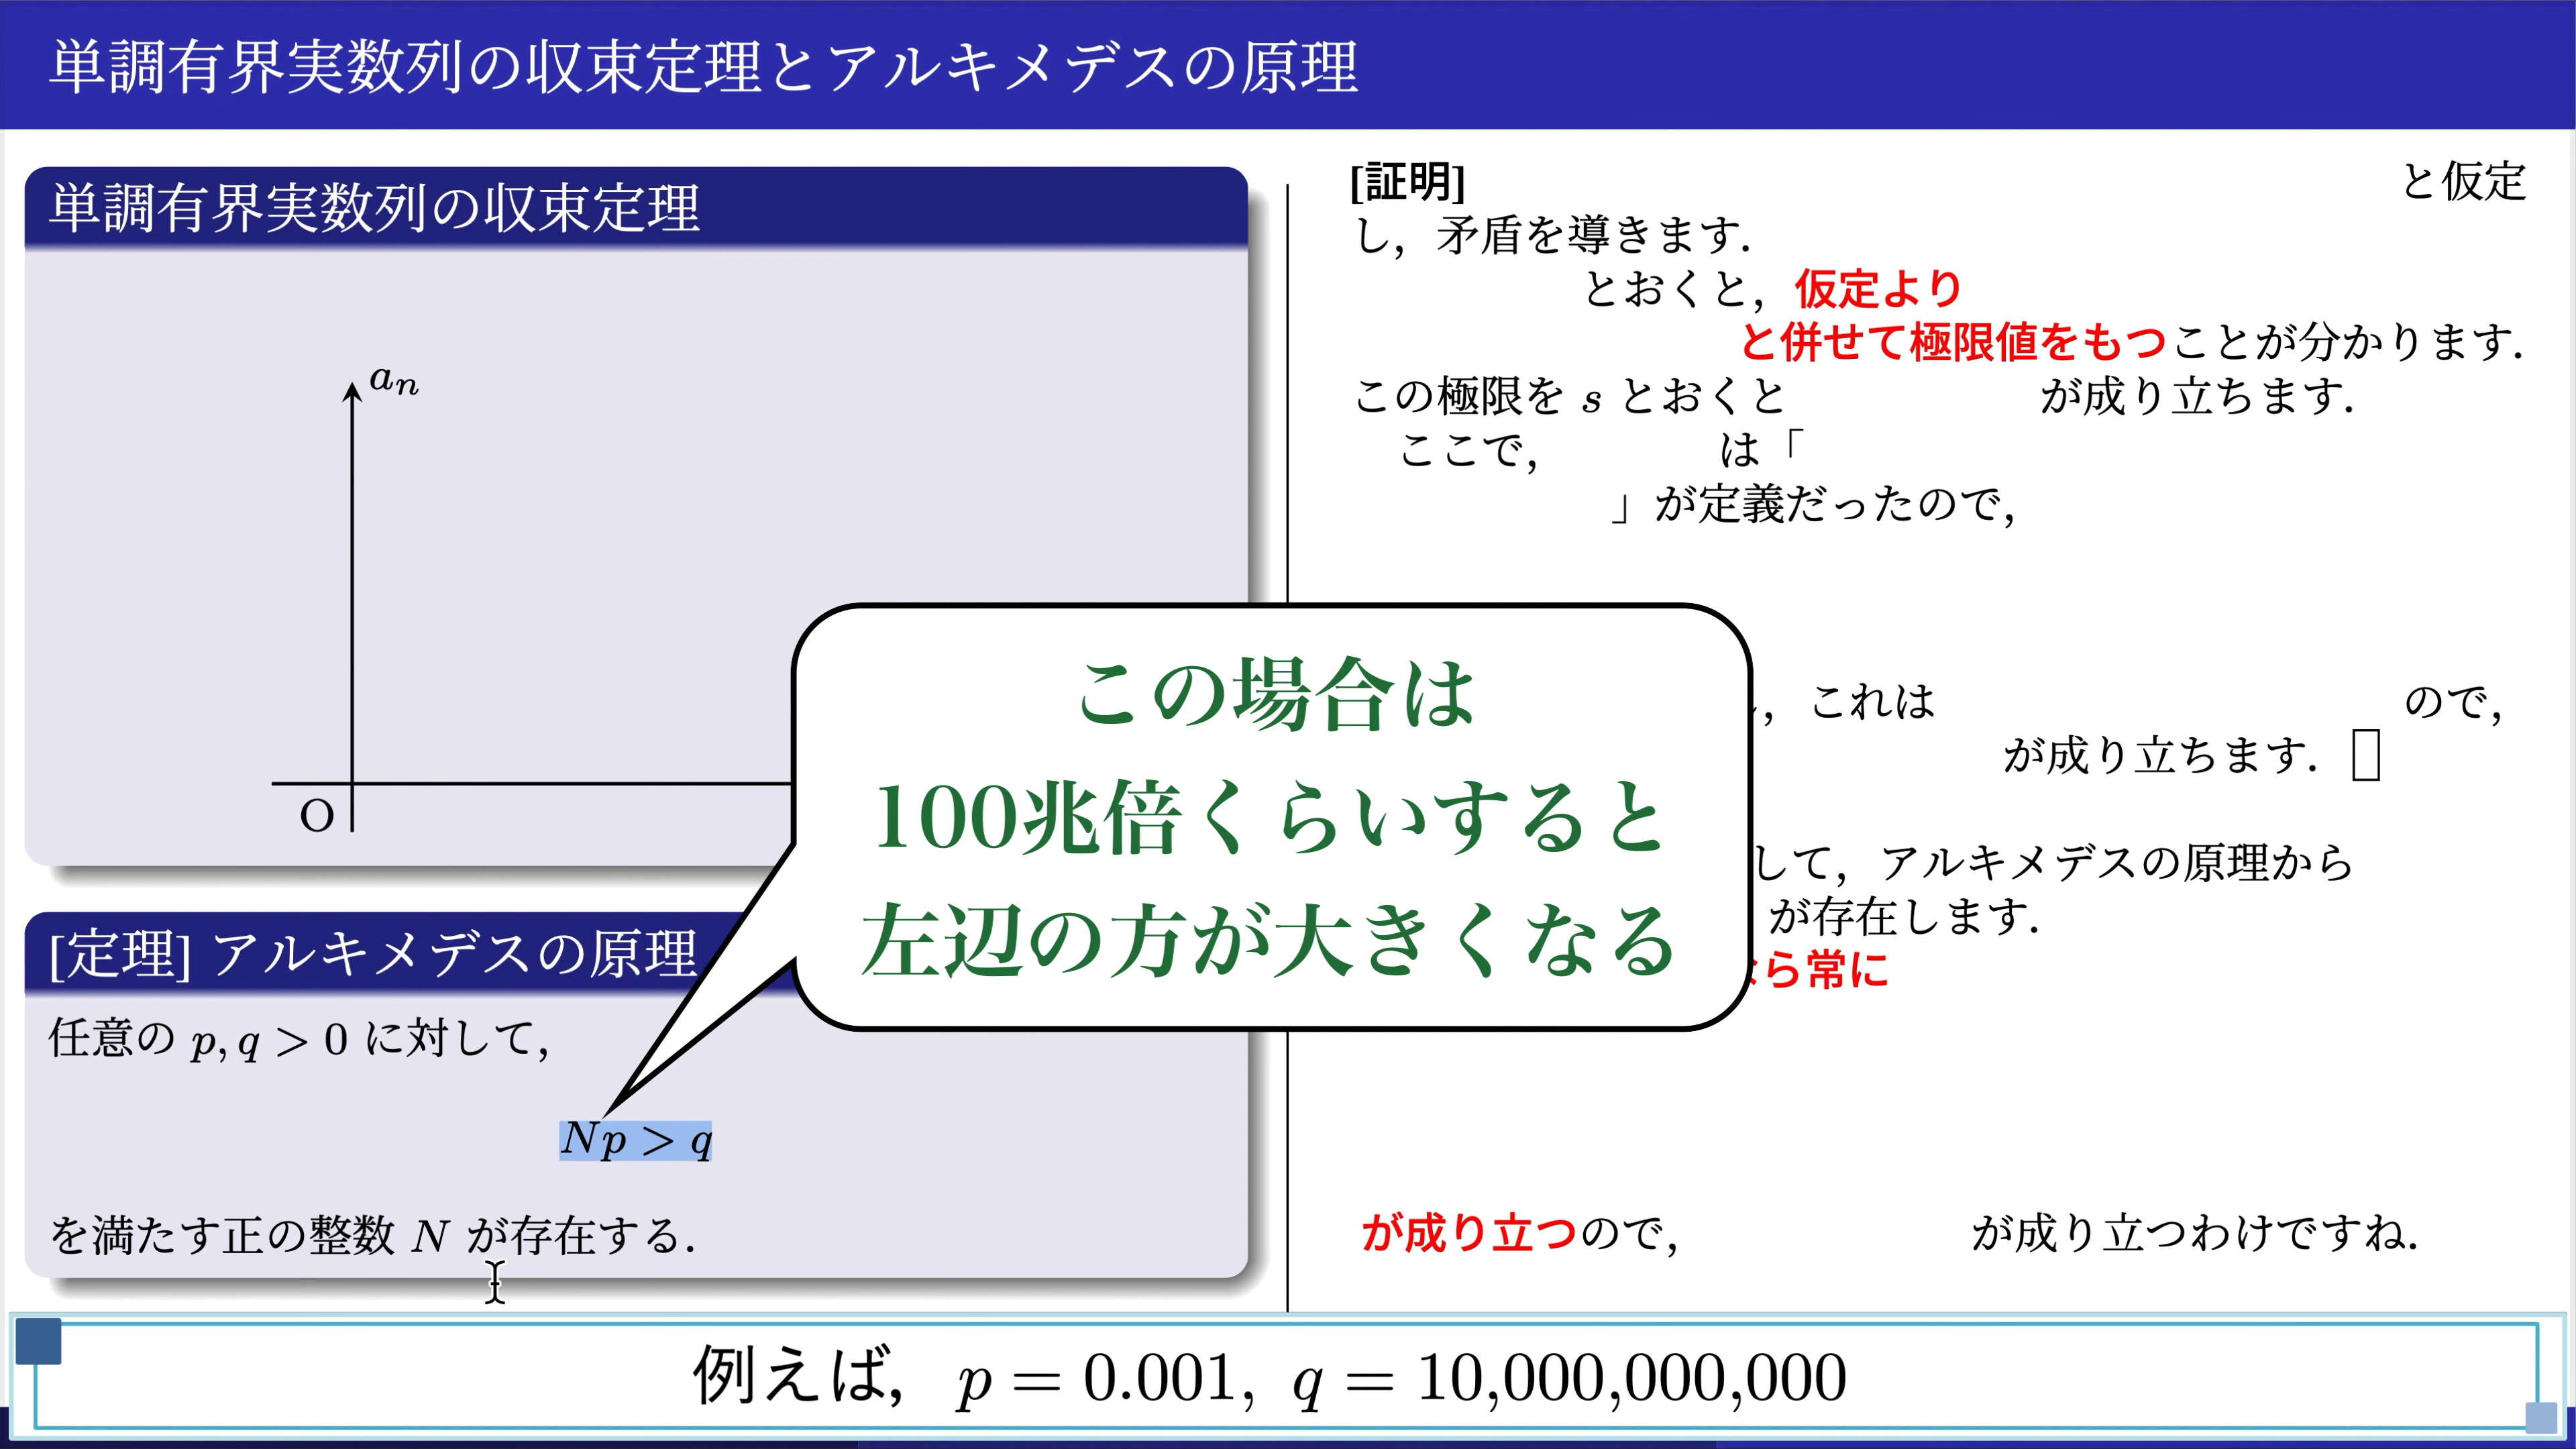 単調有界実数列の収束定理とアルキメデスの原理
単調有界実数列の収束定理
a_n
O
[定理] アルキメデスの原理
任意の p, q > 0 に対して,
Np > q
を満たす正の整数 N が存在する.
[証明] と仮定
し, 矛盾を導きます.
とおくと, 仮定より
と併せて極限値をもつことが分かります.
この極限を s とおくと が成り立ちます.
ここで, は「
」が定義だったので,
, これは ので,
が成り立ちます. □
して, アルキメデスの原理から
が存在します.
ら常に
が成り立つので, が成り立つわけですね.
この場合は
100兆倍くらいすると
左辺の方が大きくなる
例えば, p = 0.001, q = 10,000,000,000